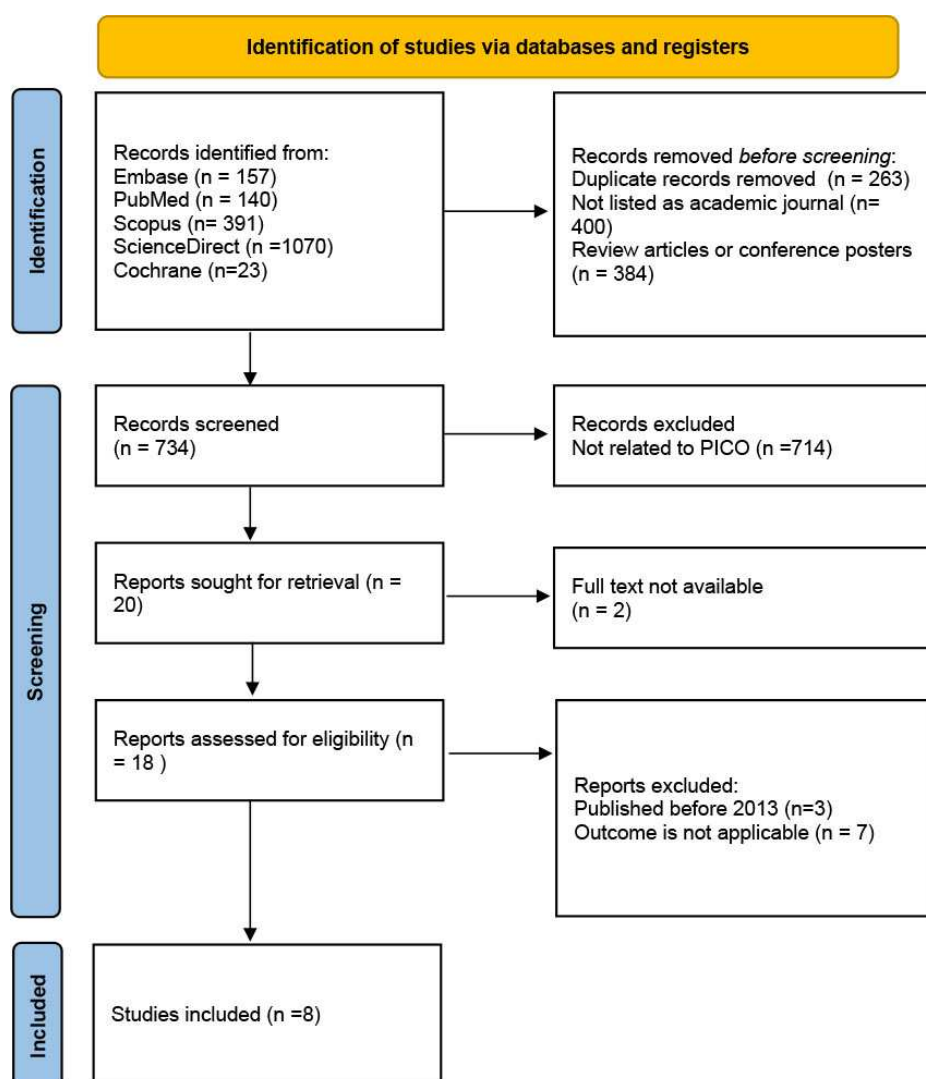 Identification of studies via databases and registers
Identification
Records identified from:
Embase (n = 157)
PubMed (n = 140)
Scopus (n= 391)
ScienceDirect (n =1070)
Cochrane (n=23)
Records removed before screening:
Duplicate records removed (n = 263)
Not listed as academic journal (n=
400)
Review articles or conference posters
(n = 384)
Screening
Records screened
(n = 734)
Records excluded
Not related to PICO (n =714)
Reports sought for retrieval (n =
20)
Full text not available
(n = 2)
Reports assessed for eligibility (n
= 18 )
Reports excluded:
Published before 2013 (n=3)
Outcome is not applicable (n = 7)
Included
Studies included (n =8)